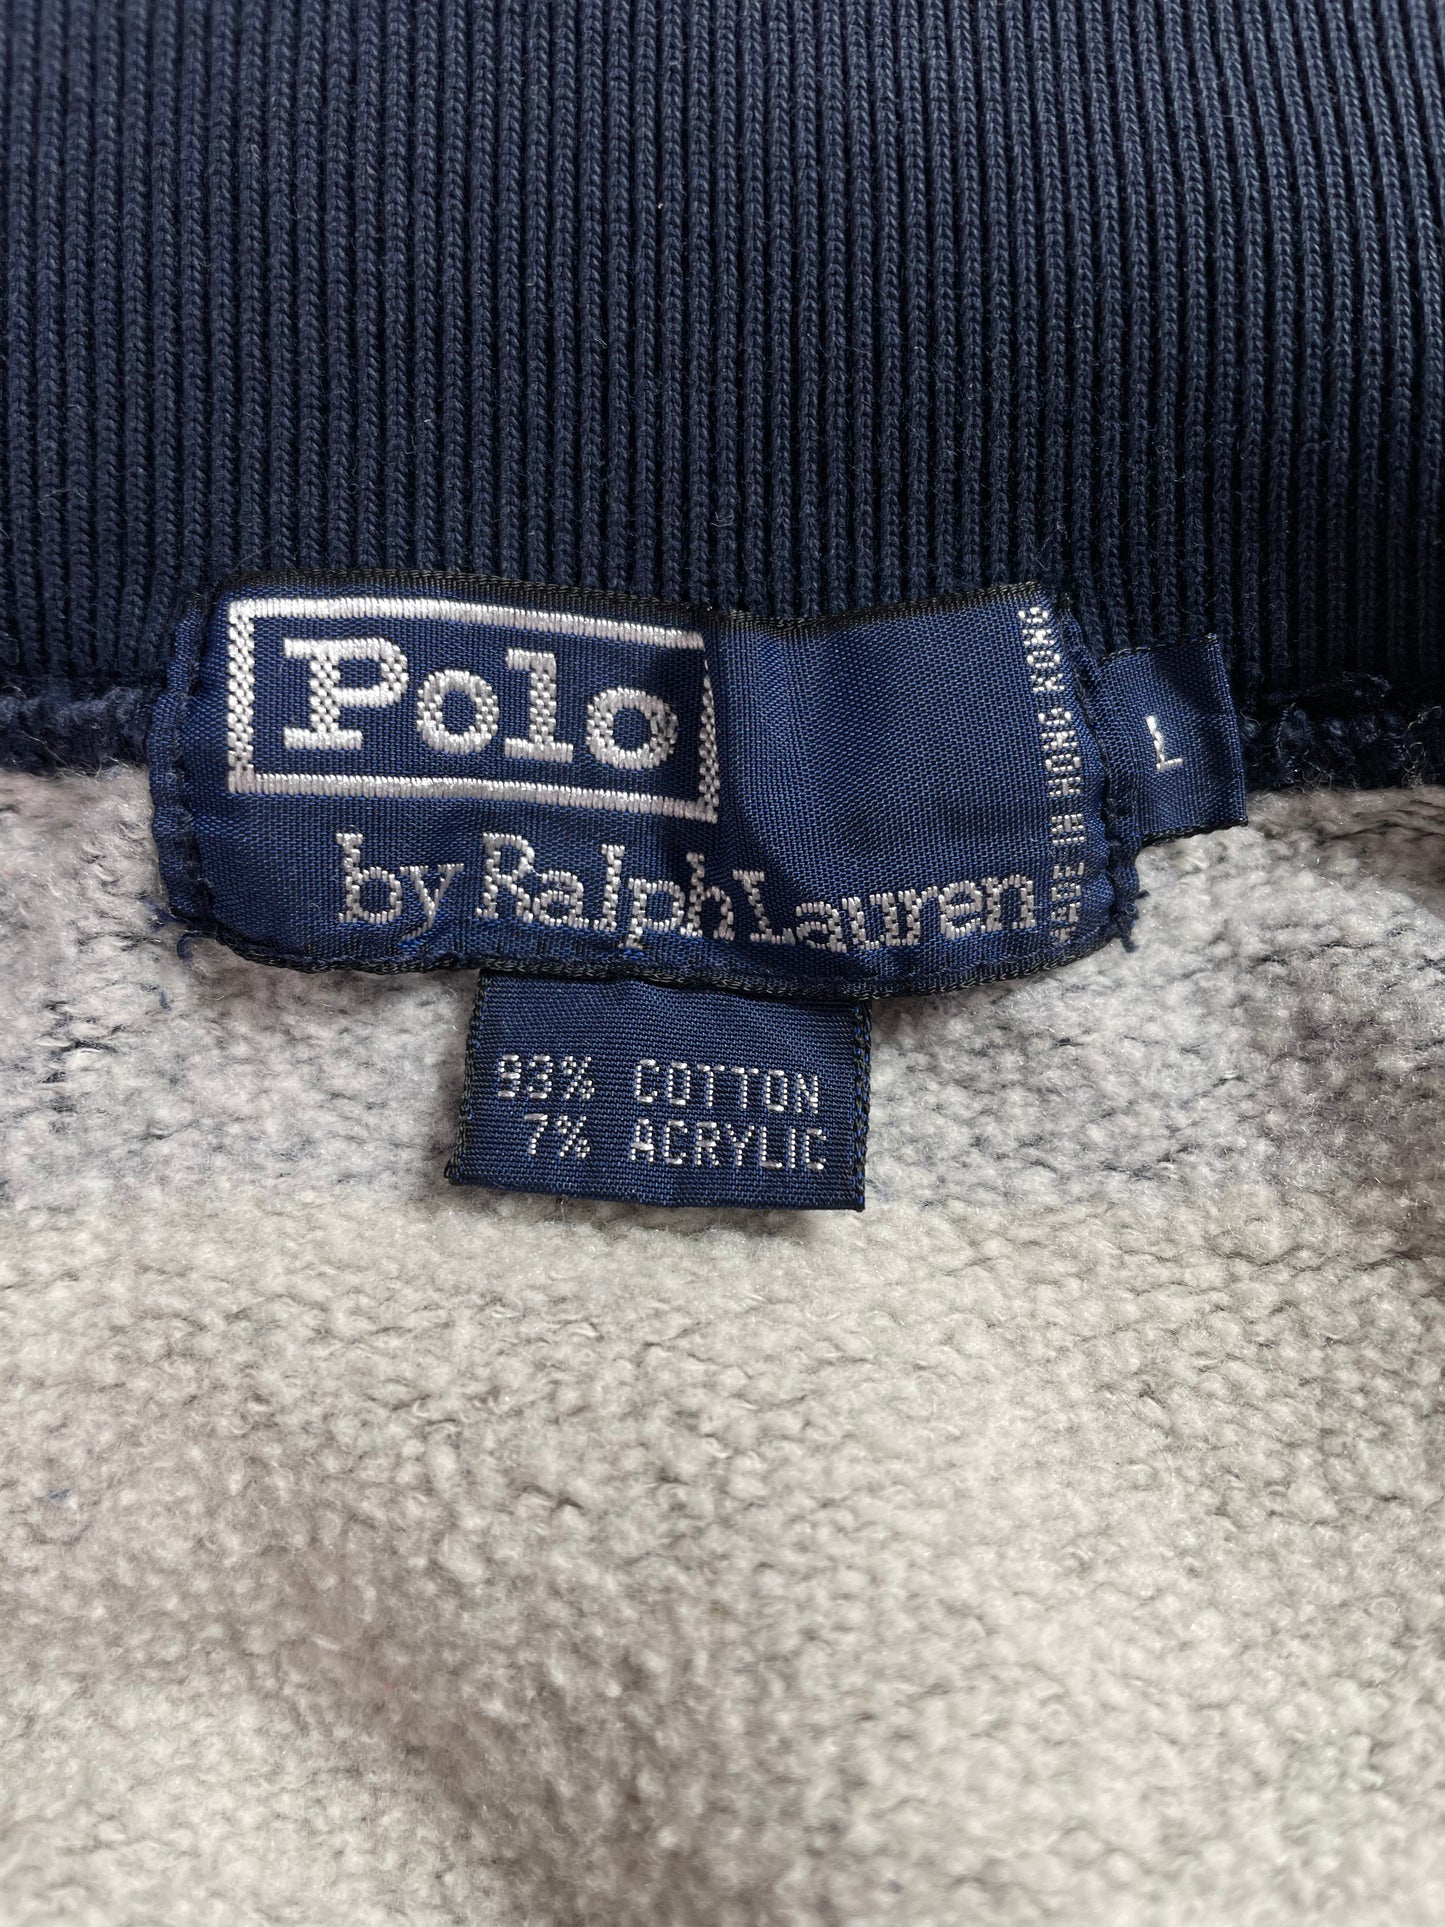 Polo
by Ralph Lauren
MADE IN HONG KONG
L
93% COTTON
7% ACRYLIC